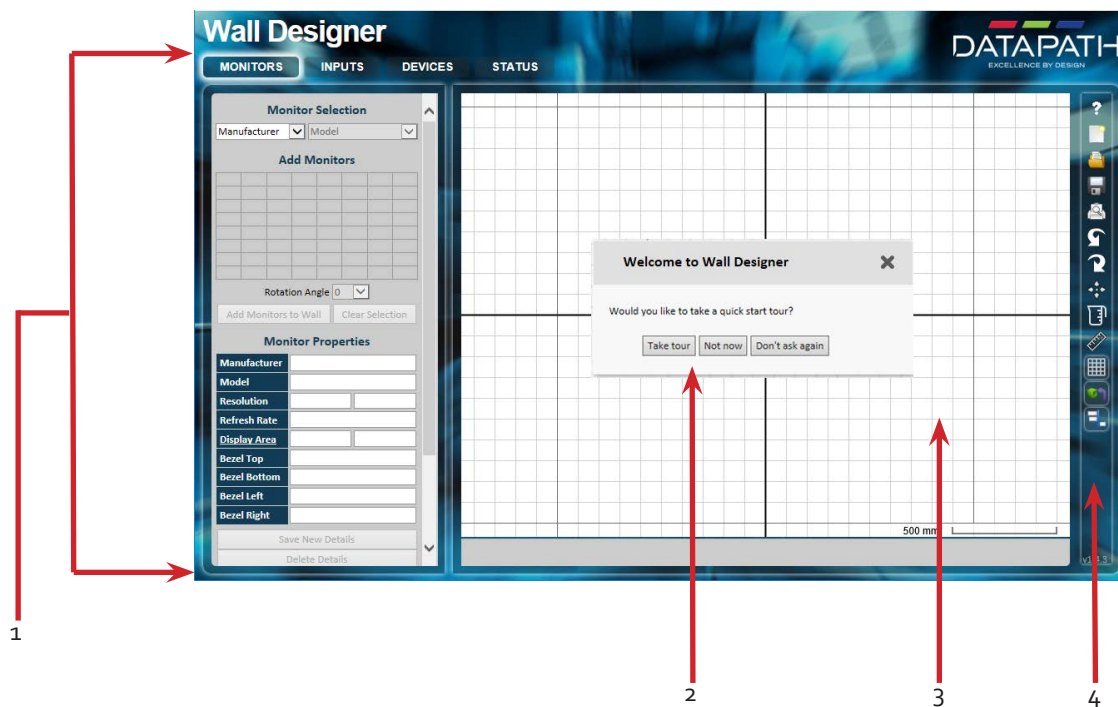 Wall Designer
DATAPATH
EXCELLENCE BY DESIGN
MONITORS INPUTS DEVICES STATUS
Monitor Selection
Manufacturer Model
Add Monitors
Rotation Angle 0
Add Monitors to Wall Clear Selection
Monitor Properties
Manufacturer
Model
Resolution
Refresh Rate
Display Area
Bezel Top
Bezel Bottom
Bezel Left
Bezel Right
Save New Details
Delete Details
Welcome to Wall Designer
Would you like to take a quick start tour?
Take tour Not now Don't ask again
?
500 mm
1
2
3
4